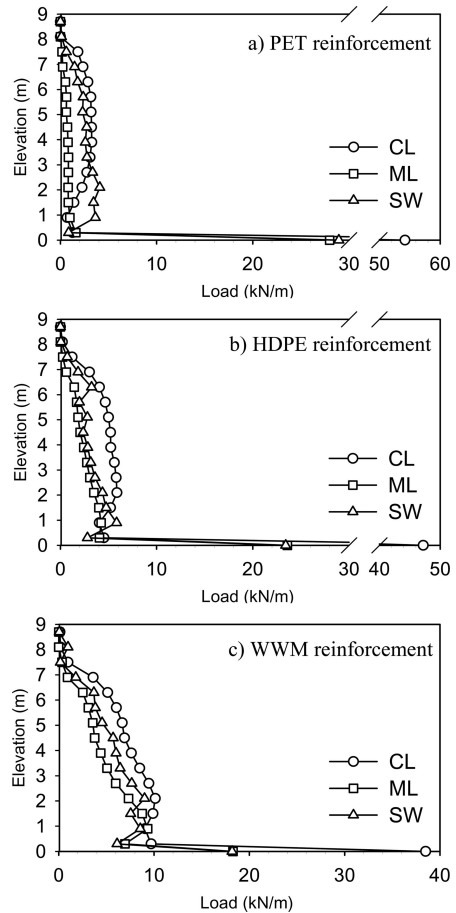 9
a) PET reinforcement
8
7
6
5
4
3
2
1
0
Elevation (m)
CL
ML
SW
0 10 20 30 50 60
Load (kN/m)
9
b) HDPE reinforcement
8
7
6
5
4
3
2
1
0
Elevation (m)
CL
ML
SW
0 10 20 30 40 50
Load (kN/m)
9
c) WWM reinforcement
8
7
6
5
4
3
2
1
0
Elevation (m)
CL
ML
SW
0 10 20 30 40
Load (kN/m)